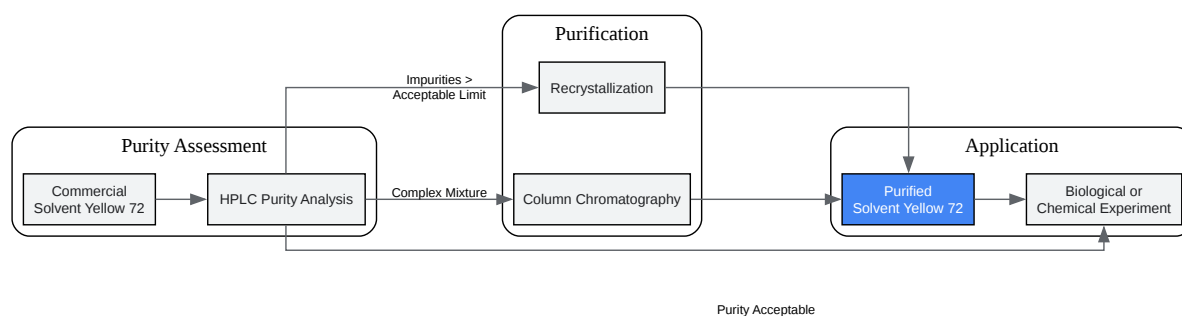 Purification
Impurities >
Acceptable Limit
Recrystallization
Purity Assessment
Application
Commercial
Solvent Yellow 72
HPLC Purity Analysis
Complex Mixture
Column Chromatography
Purified
Solvent Yellow 72
Biological or
Chemical Experiment
Purity Acceptable